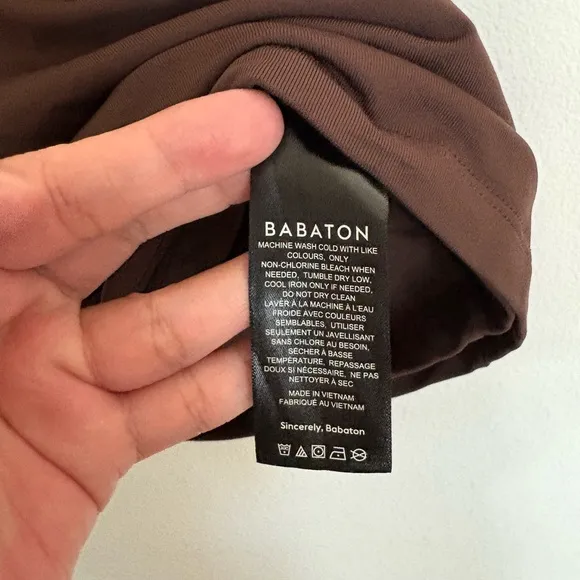 BABATON
MACHINE WASH COLD WITH LIKE
COLOURS, ONLY
NON-CHLORINE BLEACH WHEN
NEEDED, TUMBLE DRY LOW,
COOL IRON ONLY IF NEEDED,
DO NOT DRY CLEAN
LAVER À LA MACHINE À L'EAU
FROIDE AVEC COULEURS
SEMBLABLES, UTILISER
SEULEMENT UN JAVELLISANT
SANS CHLORE AU BESOIN,
SÉCHER À BASSE
TEMPÉRATURE, REPASSAGE
DOUX SI NÉCESSAIRE, NE PAS
NETTOYER À SEC
MADE IN VIETNAM
FABRIQUÉ AU VIETNAM
Sincerely, Babaton